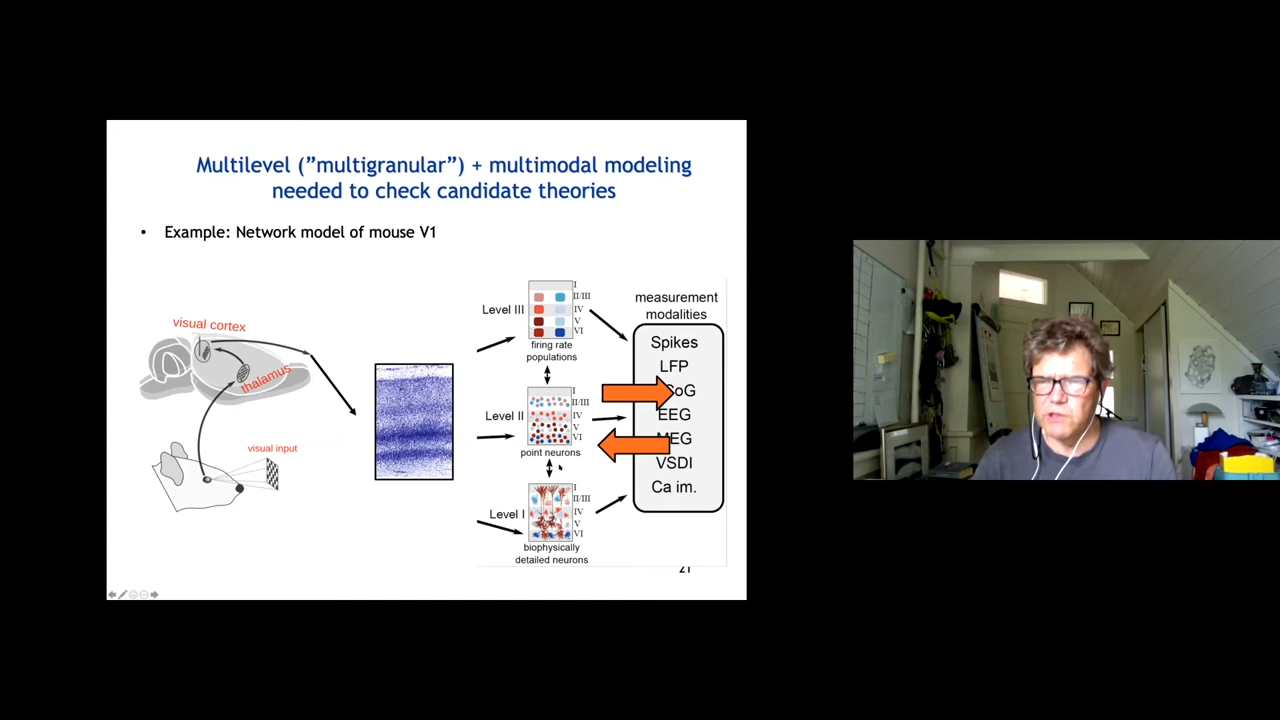 Multilevel ("multigranular") + multimodal modeling
needed to check candidate theories
• Example: Network model of mouse V1
visual cortex
thalamus
visual input
Level III
I
II/III
IV
V
VI
firing rate
populations
Level II
I
II/III
IV
V
VI
point neurons
Level I
I
II/III
IV
V
VI
biophysically
detailed neurons
measurement
modalities
Spikes
LFP
SoG
EEG
MEG
VSDI
Ca im.
21